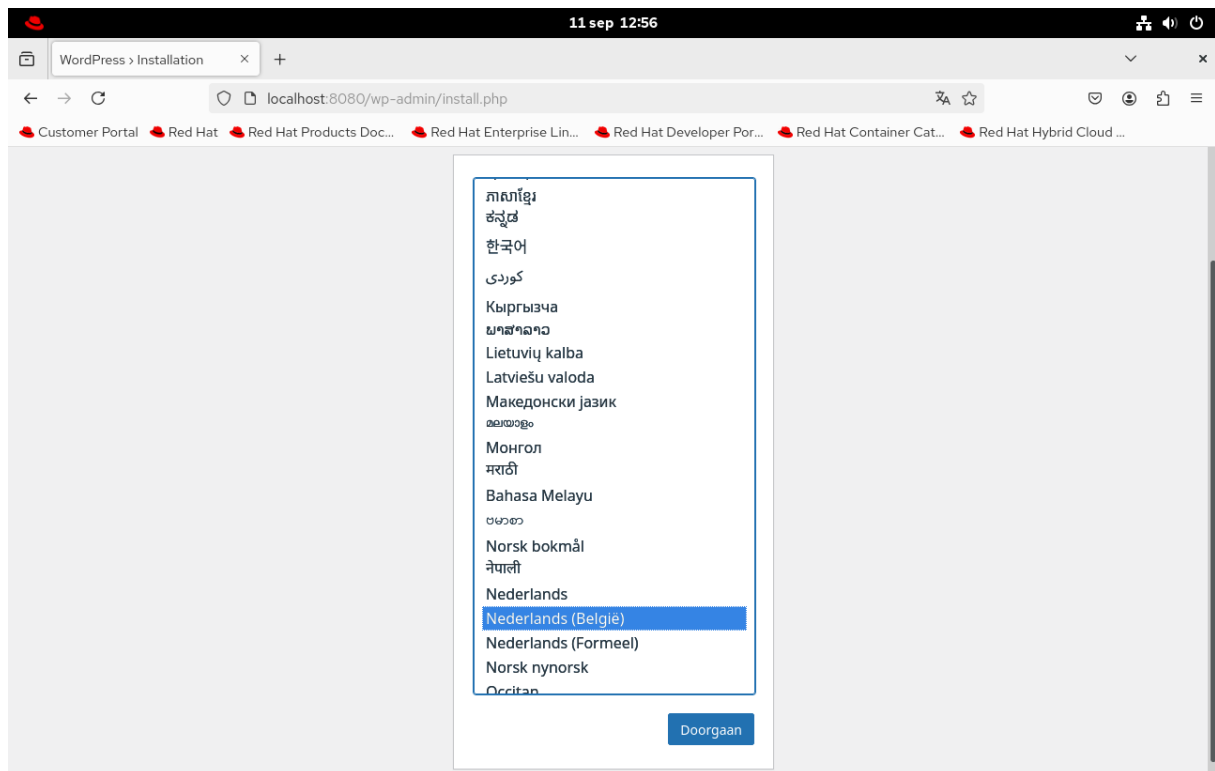 11 sep 12:56
WordPress › Installation
localhost:8080/wp-admin/install.php
Customer Portal Red Hat Red Hat Products Doc... Red Hat Enterprise Lin... Red Hat Developer Por... Red Hat Container Cat... Red Hat Hybrid Cloud ...
ភាសាខ្មែរ
ಕನ್ನಡ
한국어
كوردی
Кыргызча
ພາສາລາວ
Lietuvių kalba
Latviešu valoda
Македонски јазик
മലയാളം
Монгол
मराठी
Bahasa Melayu
ဗမာစာ
Norsk bokmål
नेपाली
Nederlands
Nederlands (België)
Nederlands (Formeel)
Norsk nynorsk
Occitan
Doorgaan